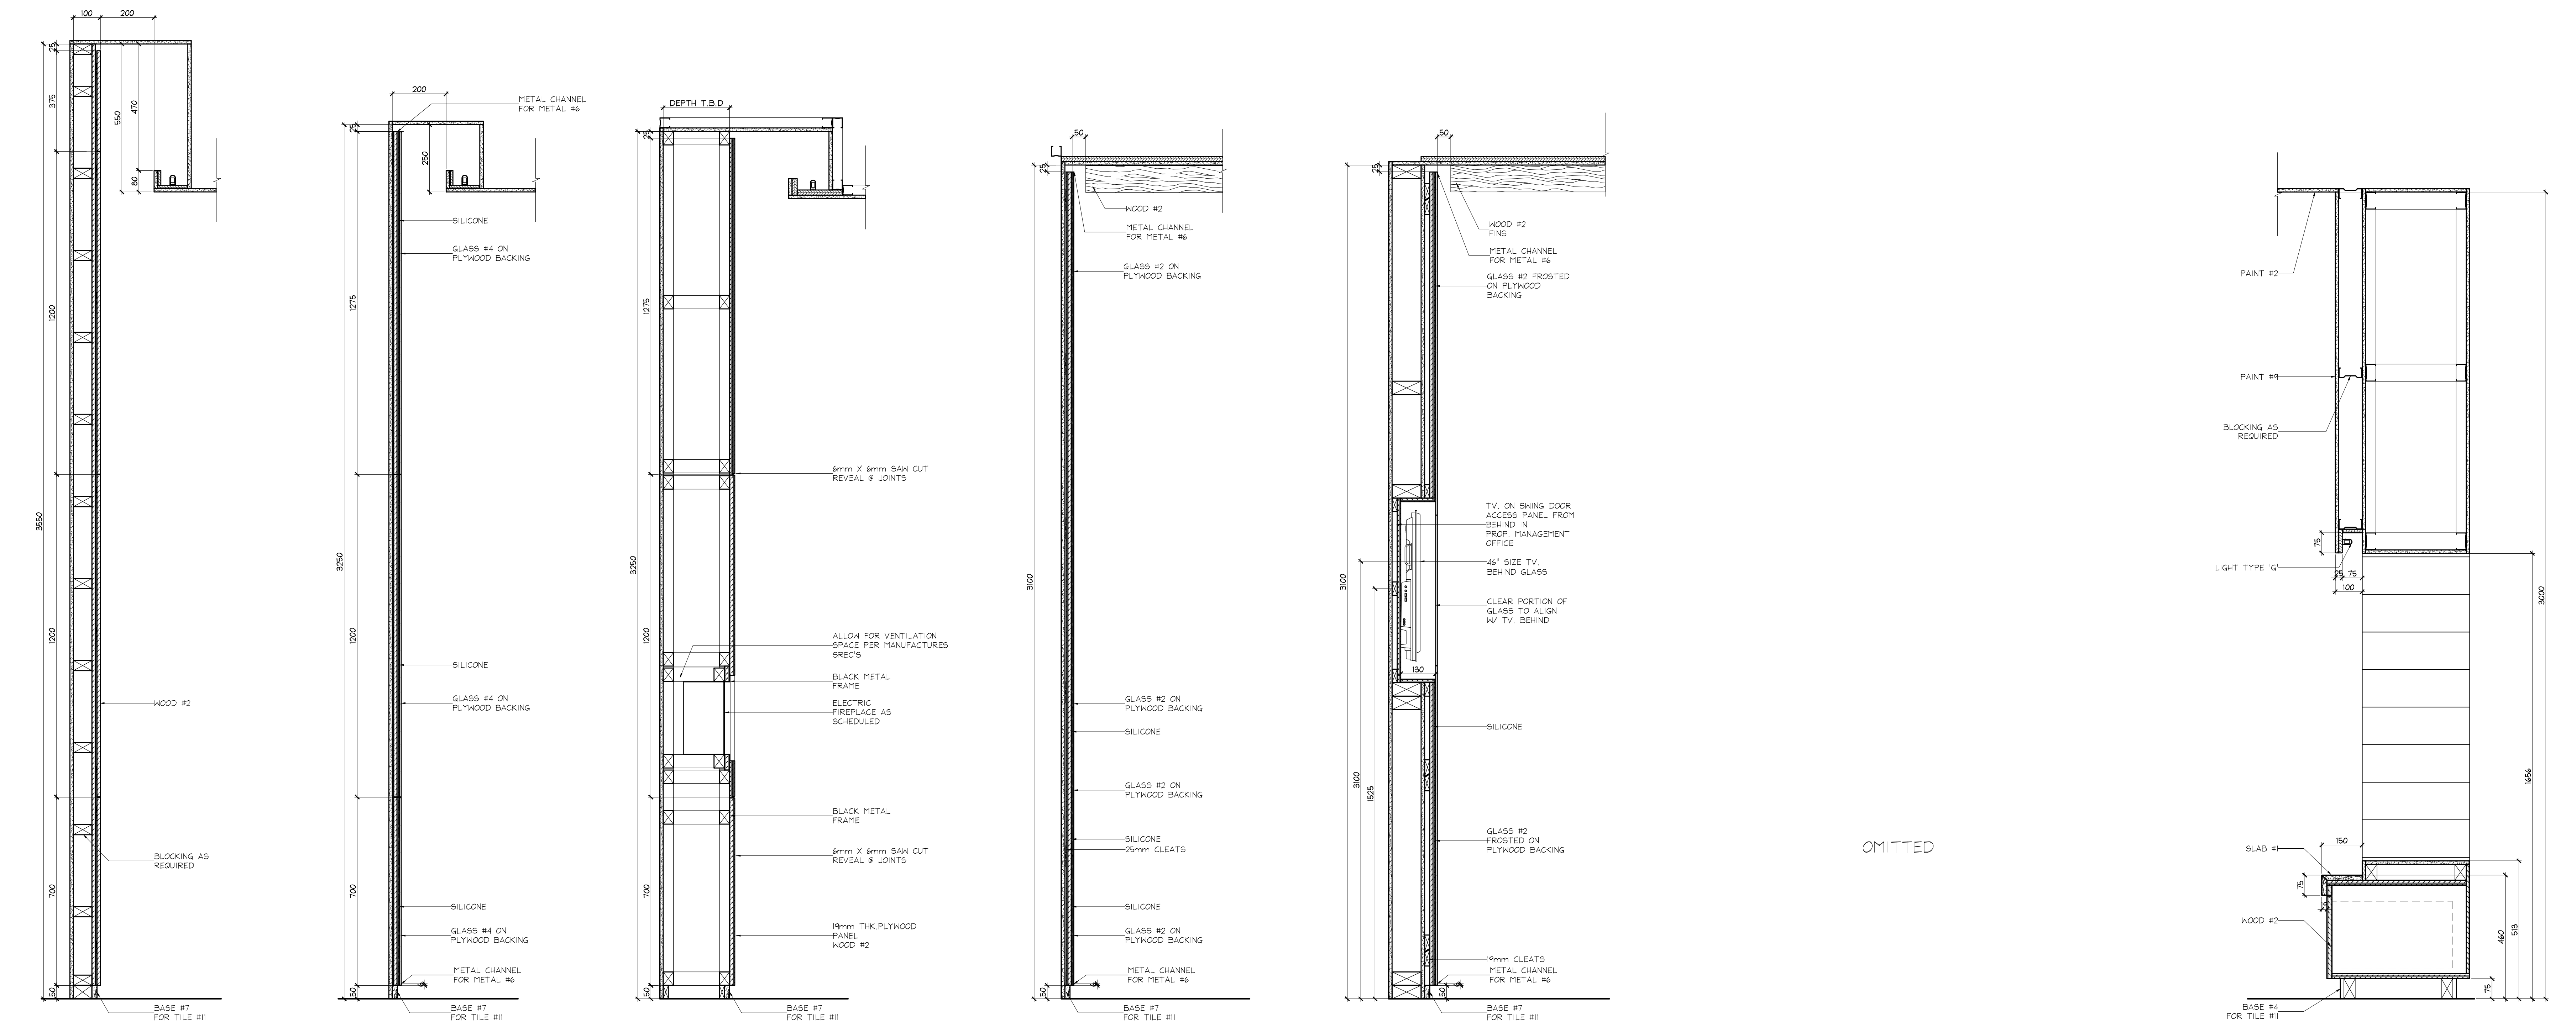 100
200
25
375
550
470
80
1200
3550
1200
WOOD #2
BLOCKING AS
REQUIRED
700
50
BASE #7
FOR TILE #11
200
METAL CHANNEL
FOR METAL #6
25
250
SILICONE
GLASS #4 ON
PLYWOOD BACKING
1275
3250
1200
SILICONE
GLASS #4 ON
PLYWOOD BACKING
700
SILICONE
GLASS #4 ON
PLYWOOD BACKING
METAL CHANNEL
FOR METAL #6
50
BASE #7
FOR TILE #11
DEPTH T.B.D
25
1275
6mm X 6mm SAW CUT
REVEAL @ JOINTS
3250
1200
ALLOW FOR VENTILATION
SPACE PER MANUFACTURES
SREC'S
BLACK METAL
FRAME
ELECTRIC
FIREPLACE AS
SCHEDULED
BLACK METAL
FRAME
6mm X 6mm SAW CUT
REVEAL @ JOINTS
700
19mm THK.PLYWOOD
PANEL
WOOD #2
50
BASE #7
FOR TILE #11
50
25
WOOD #2
METAL CHANNEL
FOR METAL #6
GLASS #2 ON
PLYWOOD BACKING
3100
GLASS #2 ON
PLYWOOD BACKING
SILICONE
GLASS #2 ON
PLYWOOD BACKING
SILICONE
25mm CLEATS
SILICONE
GLASS #2 ON
PLYWOOD BACKING
METAL CHANNEL
FOR METAL #6
50
BASE #7
FOR TILE #11
50
25
WOOD #2
FINS
METAL CHANNEL
FOR METAL #6
GLASS #2 FROSTED
ON PLYWOOD
BACKING
TV. ON SWING DOOR
ACCESS PANEL FROM
BEHIND IN
PROP. MANAGEMENT
OFFICE
46" SIZE TV.
BEHIND GLASS
3100
CLEAR PORTION OF
GLASS TO ALIGN
W/ TV. BEHIND
130
SILICONE
3100
1525
GLASS #2
FROSTED ON
PLYWOOD BACKING
19mm CLEATS
METAL CHANNEL
FOR METAL #6
50
BASE #7
FOR TILE #11
OMITTED
PAINT #2
PAINT #9
BLOCKING AS
REQUIRED
75
LIGHT TYPE 'G'
25
75
100
3000
1656
150
SLAB #1
75
WOOD #2
460
513
75
BASE #4
FOR TILE #11